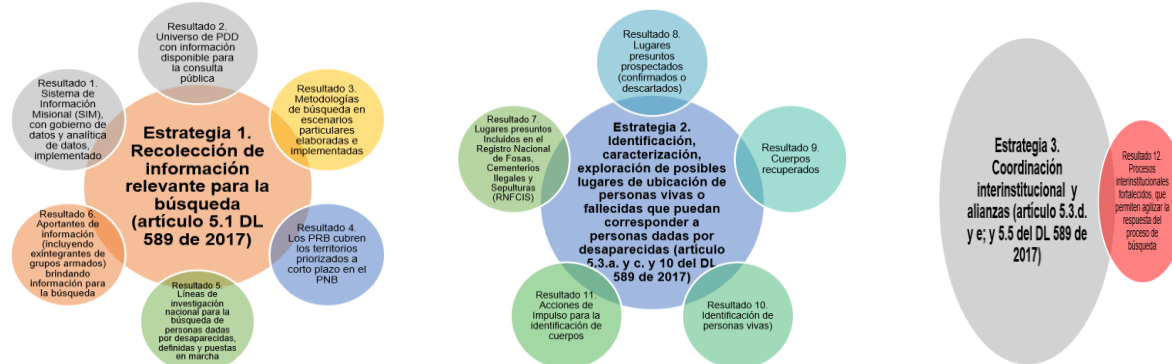 Resultado 2.
Universo de PDD
con información
disponible para
la consulta
pública
Resultado 1.
Sistema de
Información
Misional (SIM),
con gobierno de
datos y analítica
de datos,
implementado
Resultado 3.
Metodologías
de búsqueda en
escenarios
particulares
elaboradas e
implementadas
Estrategia 1.
Recolección de
información
relevante para la
búsqueda
(artículo 5.1 DL
589 de 2017)
Resultado 6.
Aportantes de
información
(incluyendo
exintegrantes de
grupos armados)
brindando
información para
la búsqueda
Resultado 4.
Los PRB cubren
los territorios
priorizados a
corto plazo en el
PNB
Resultado 5.
Líneas de
investigación
nacional para la
búsqueda de
personas dadas
por desaparecidas,
definidas y puestas
en marcha
Resultado 8.
Lugares
presuntos
prospectados
(confirmados o
descartados)
Resultado 7.
Lugares presuntos
Incluidos en el
Registro Nacional
de Fosas,
Cementerios
Ilegales y
Sepulturas (RNFCIS)
Estrategia 2.
Identificación,
caracterización,
exploración de posibles
lugares de ubicación de
personas vivas o
fallecidas que puedan
corresponder a
personas dadas por
desaparecidas (artículo
5.3.a. y c. y 10 del DL
589 de 2017)
Resultado 9.
Cuerpos
recuperados
Resultado 11.
Acciones de
Impulso para la
identificación de
cuerpos
Resultado 10.
Identificación de
personas vivas)
Estrategia 3.
Coordinación
interinstitucional y
alianzas (artículo 5.3.d.
y e; y 5.5 del DL 589 de
2017)
Resultado 12.
Procesos
interinstitucionales
fortalecidos, que
permiten agilizar la
respuesta del
proceso de
búsqueda